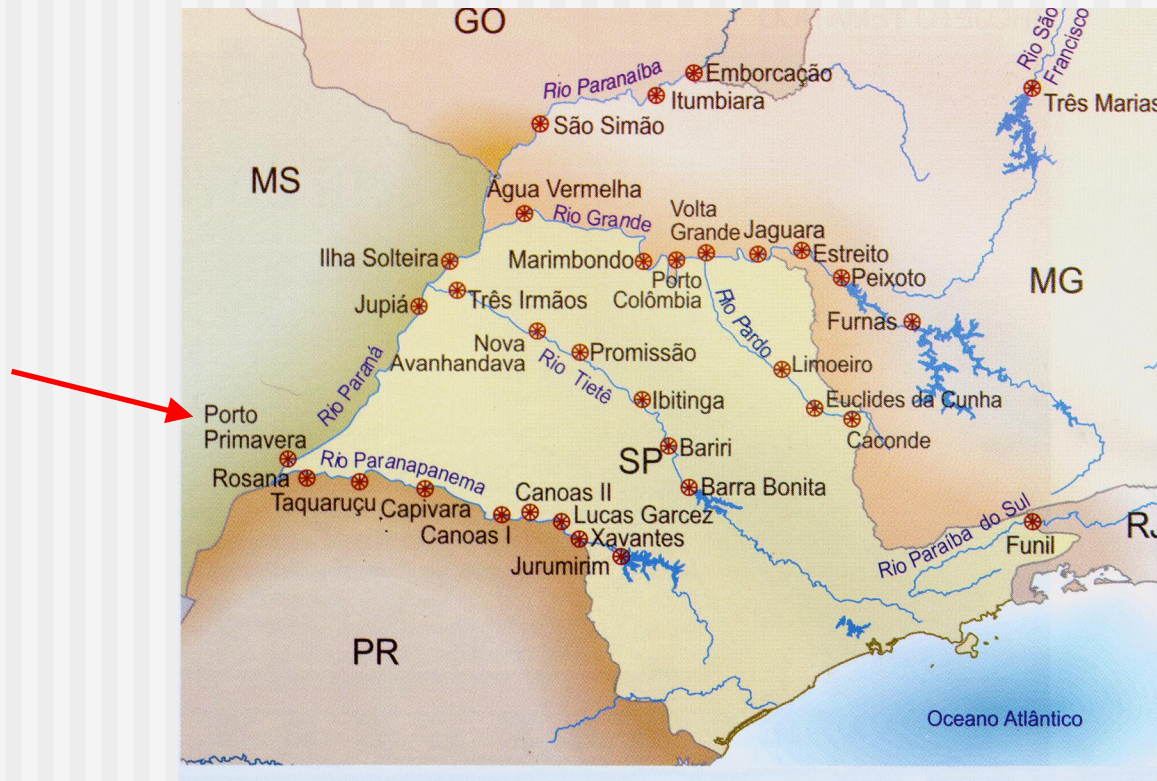 GO
Rio Paranaíba
Emborcação
Itumbiara
São Simão
Rio São
Francisco
Três Marias
MS
Água Vermelha
Rio Grande
Volta
Grande
Jaguara
Ilha Solteira
Marimbondo
Porto
Colômbia
Estreito
Peixoto
MG
Jupiá
Três Irmãos
Nova
Avanhandava
Promissão
Rio Tietê
Rio Pardo
Furnas
Limoeiro
Rio Paraná
Ibitinga
Euclides da Cunha
Caconde
Porto
Primavera
Rosana
Rio Paranapanema
SP
Bariri
Barra Bonita
Taquaruçu
Capivara
Canoas II
Canoas I
Lucas Garcez
Xavantes
Jurumirim
Rio Paraíba do Sul
Funil
RJ
PR
Oceano Atlântico